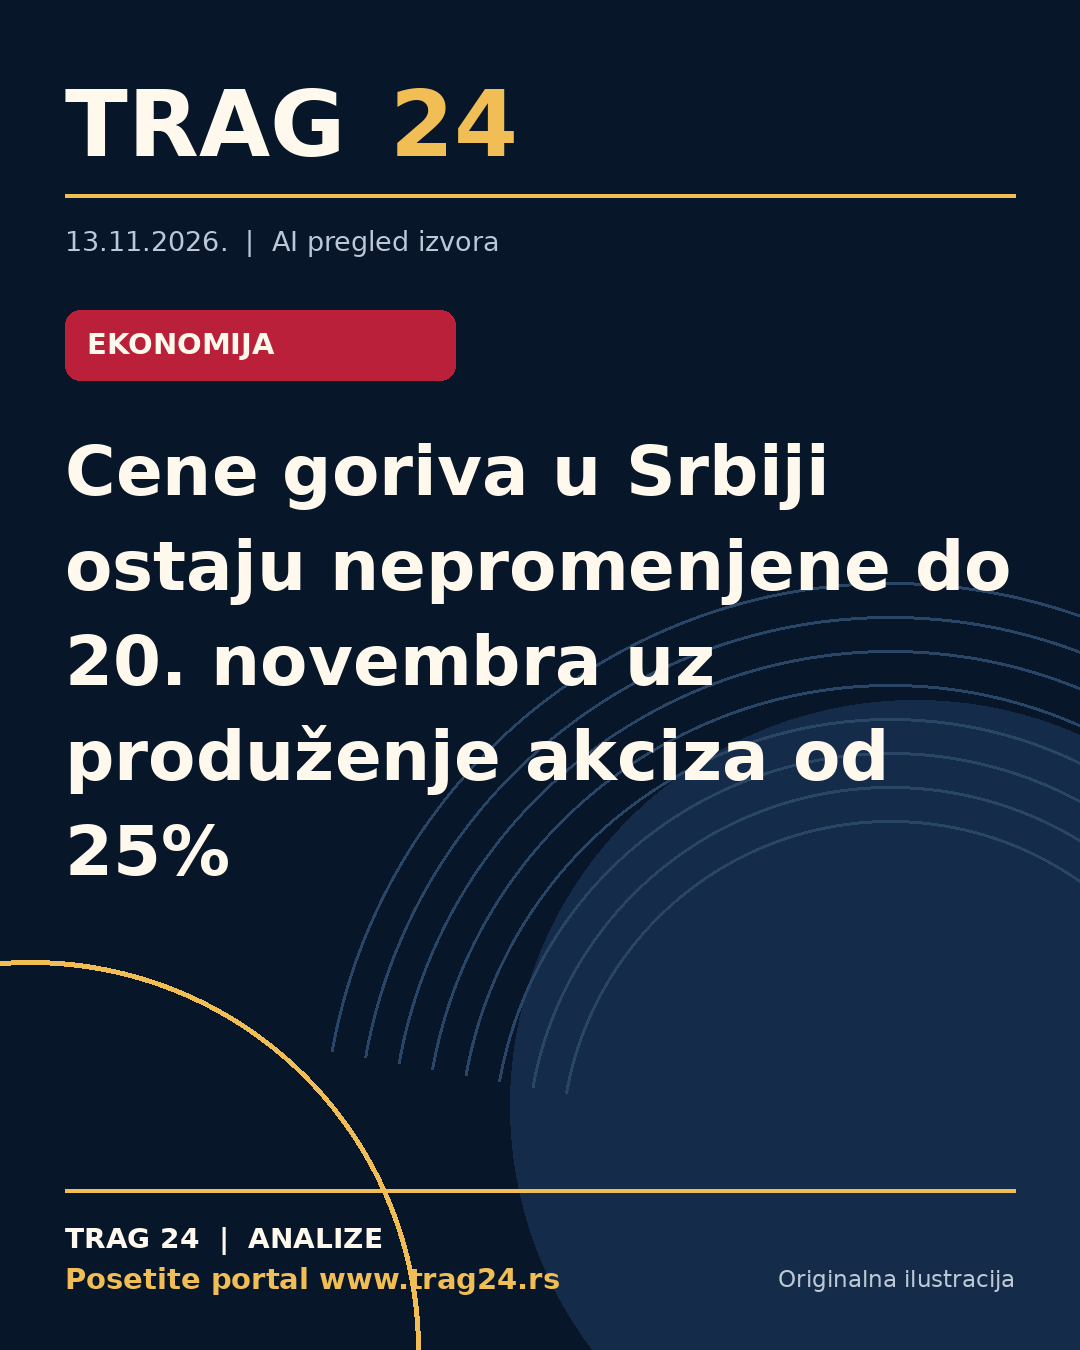 TRAG 24
13.11.2026. | AI pregled izvora
EKONOMIJA
Cene goriva u Srbiji
ostaju nepromenjene do
20. novembra uz
produženje akciza od
25%
TRAG 24 | ANALIZE
Posetite portal www.trag24.rs
Originalna ilustracija